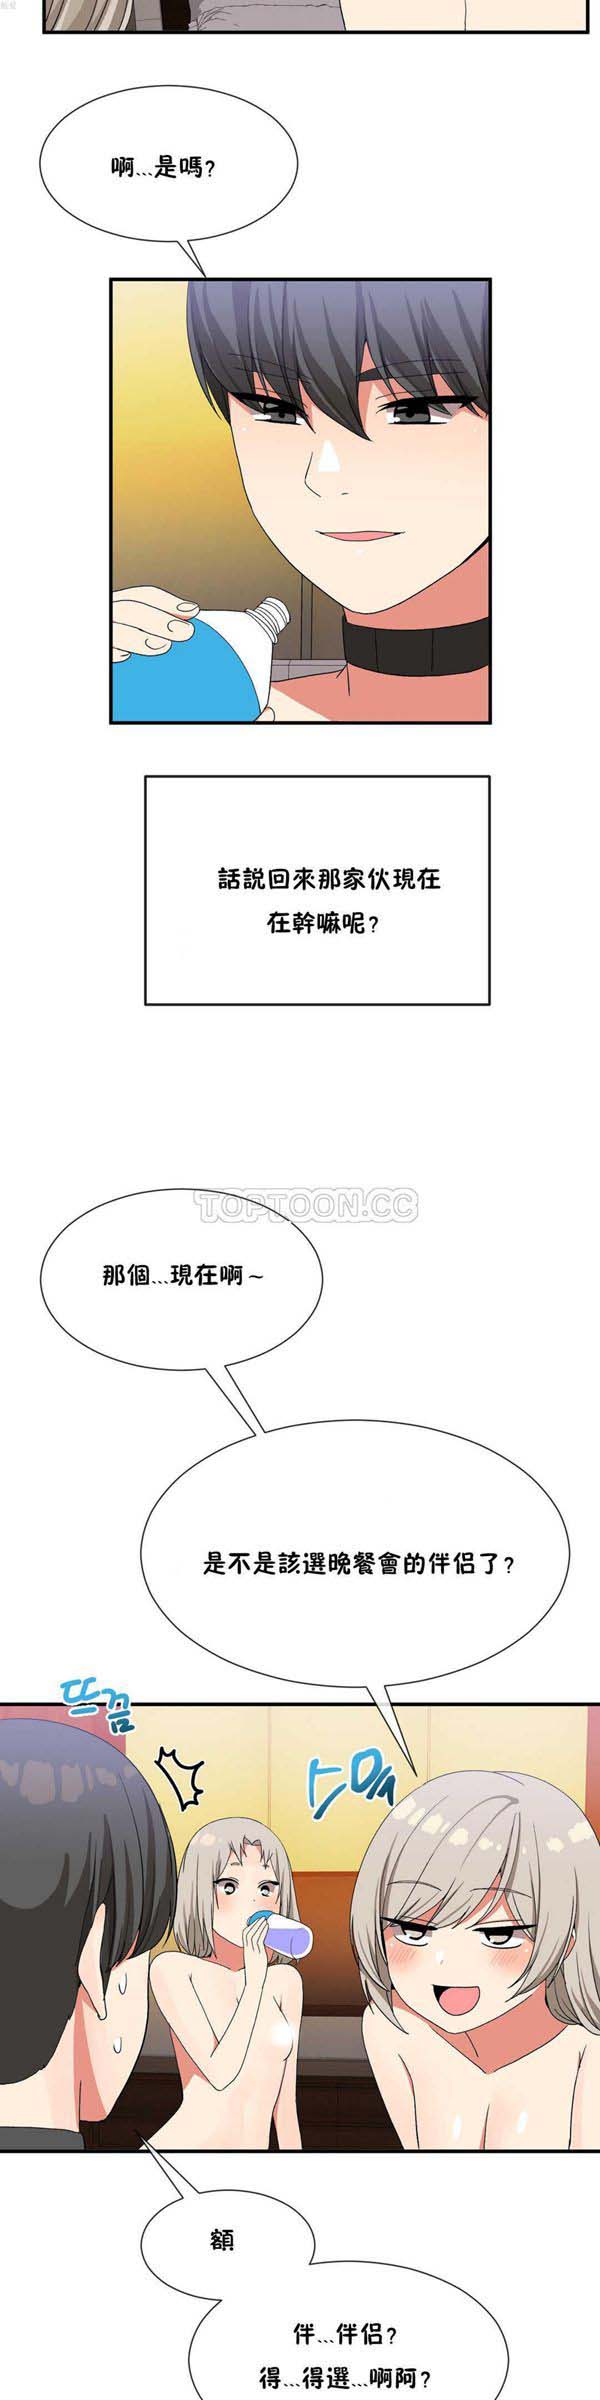 啊...是嗎?
話說回來那家伙現在
在幹嘛呢?
TOPTOON.CC
那個...現在啊~
是不是該選晚餐會的伴侶了?
뜨끔
스며
額
伴...伴侶?
得...得選...啊阿?